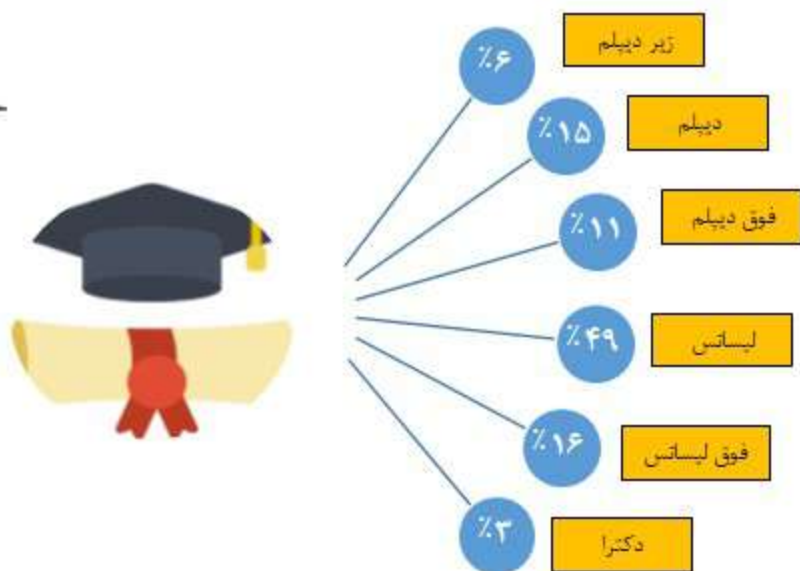 زیر دیپلم
٪۶
دیپلم
٪۱۵
فوق دیپلم
٪۱۱
لیسانس
٪۴۹
فوق لیسانس
٪۱۶
دکترا
٪۳